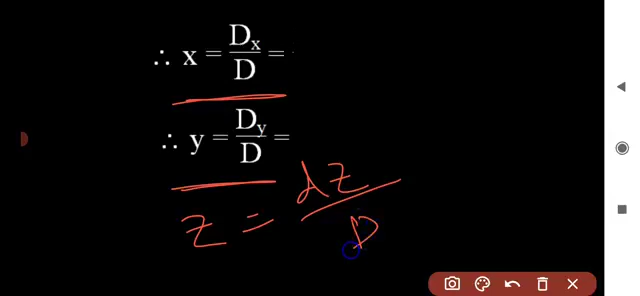 ∴ x = Dx/D =
∴ y = Dy/D =
z = Dz/D